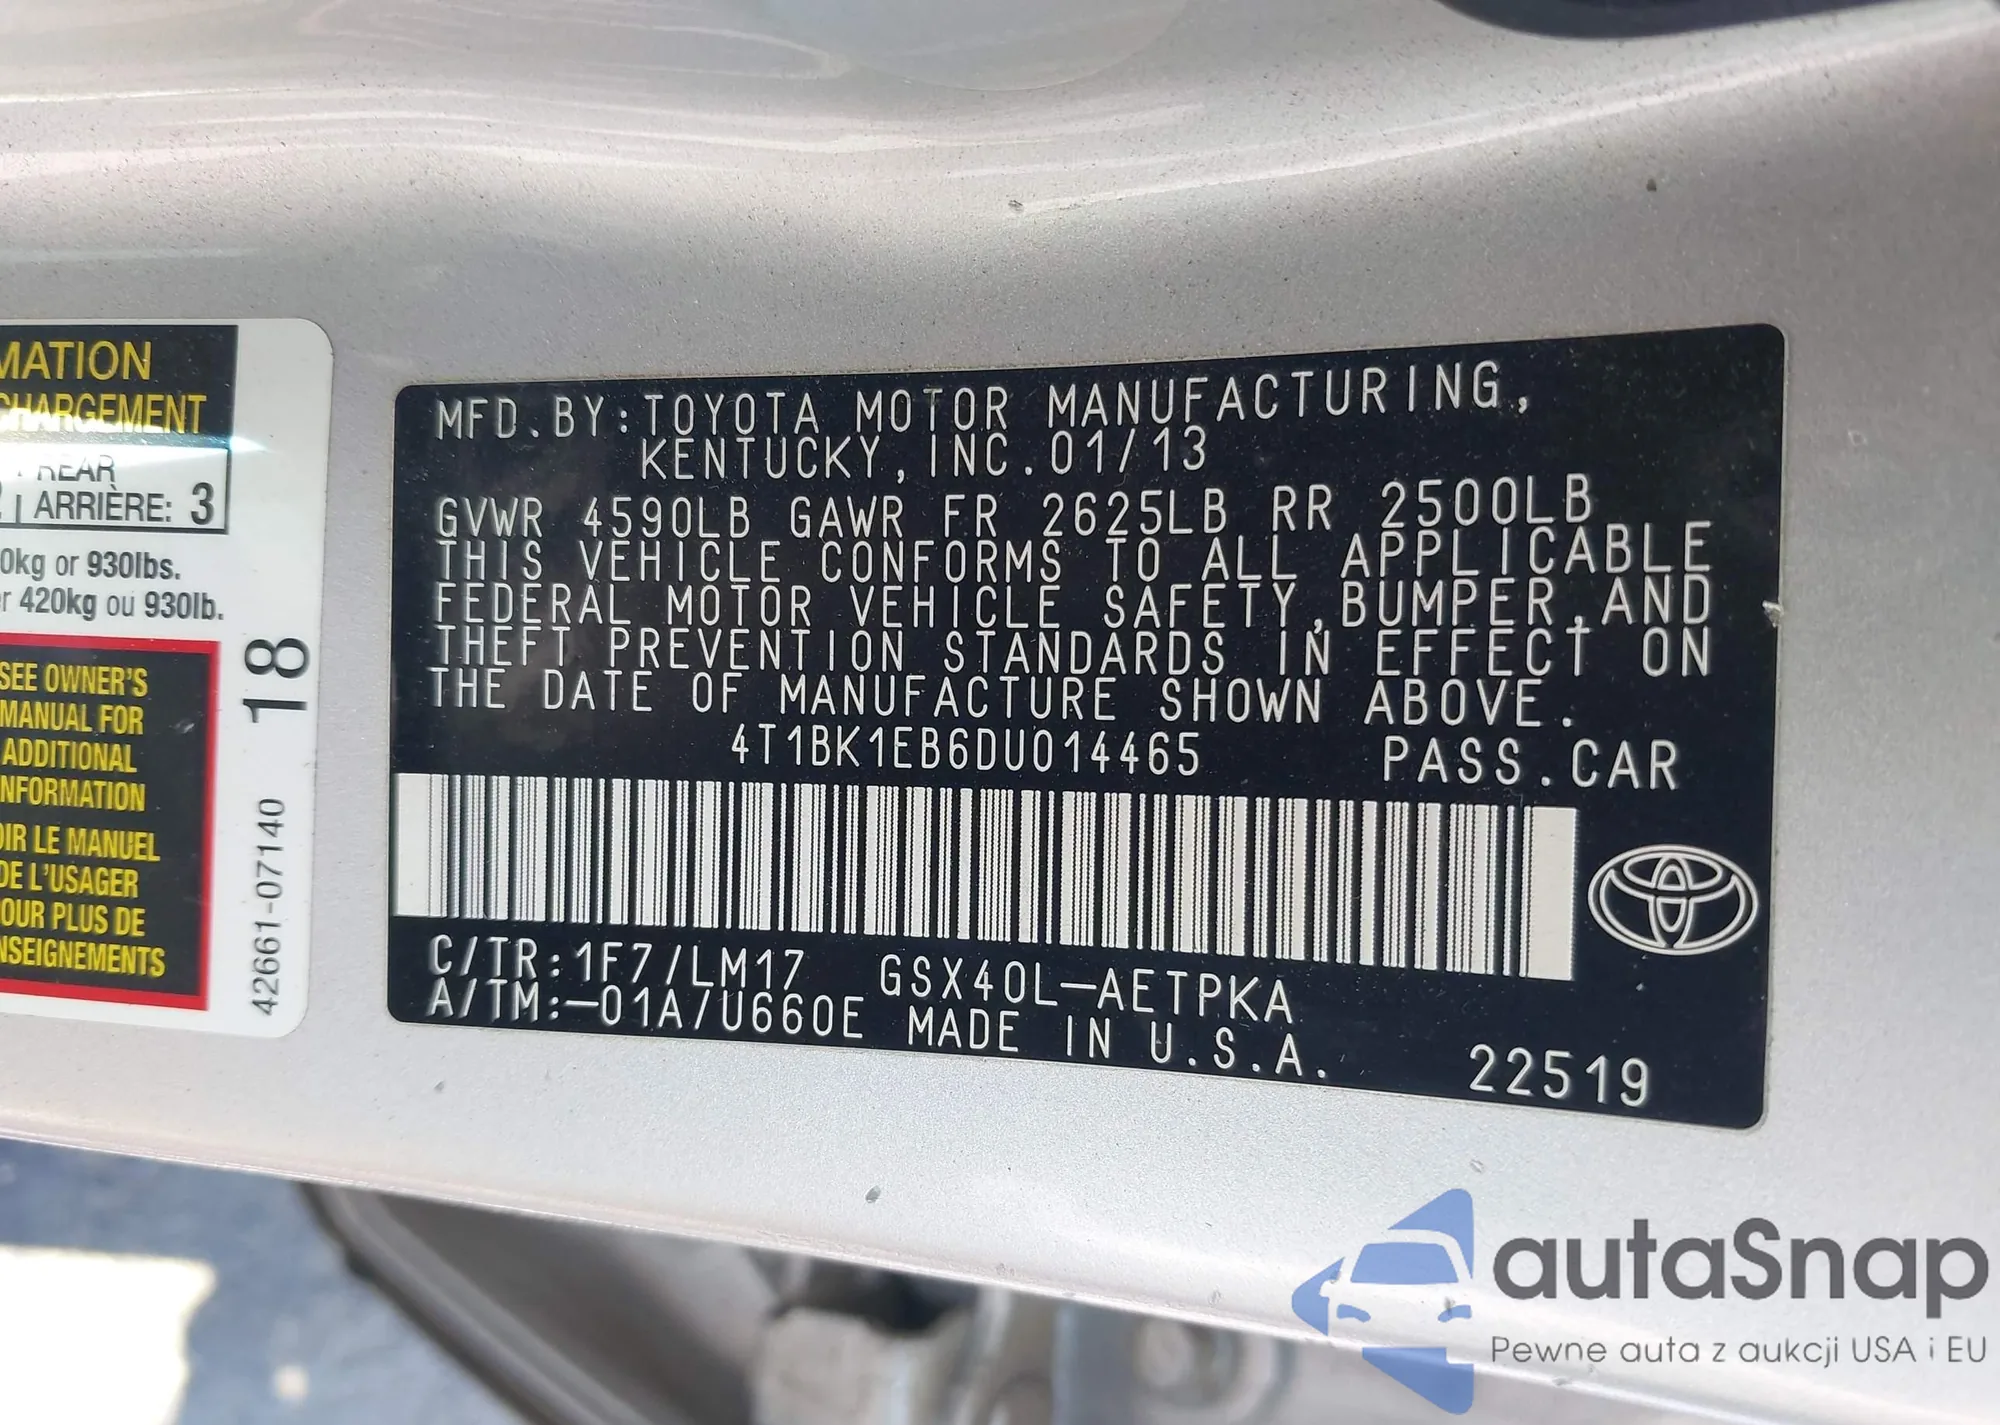 MATION
CHARGEMENT
REAR
ARRIÈRE: 3
0kg or 930lbs.
r 420kg ou 930lb.
SEE OWNER'S
MANUAL FOR
ADDITIONAL
NFORMATION
OIR LE MANUEL
DE L'USAGER
OUR PLUS DE
NSEIGNEMENTS
18
42661-07140
MFD.BY:TOYOTA MOTOR MANUFACTURING,
KENTUCKY,INC.01/13
GVWR 4590LB GAWR FR 2625LB RR 2500LB
THIS VEHICLE CONFORMS TO ALL APPLICABLE
FEDERAL MOTOR VEHICLE SAFETY,BUMPER,AND
THEFT PREVENTION STANDARDS IN EFFECT ON
THE DATE OF MANUFACTURE SHOWN ABOVE.
4T1BK1EB6DU014465 PASS.CAR
C/TR:1F7/LM17 GSX40L-AETPKA
A/TM:-01A/U660E MADE IN U.S.A.
22519
autaSnap
Pewne auta z aukcji USA i EU